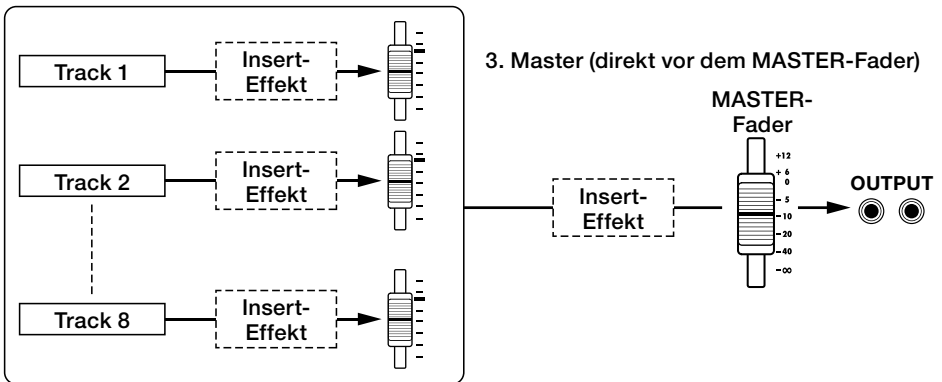 Track 1
Insert-
Effekt
Track 2
Insert-
Effekt
Track 8
Insert-
Effekt
3. Master (direkt vor dem MASTER-Fader)
Insert-
Effekt
MASTER-
Fader
+12
+ 6
0
- 5
-10
-20
-40
-∞
OUTPUT